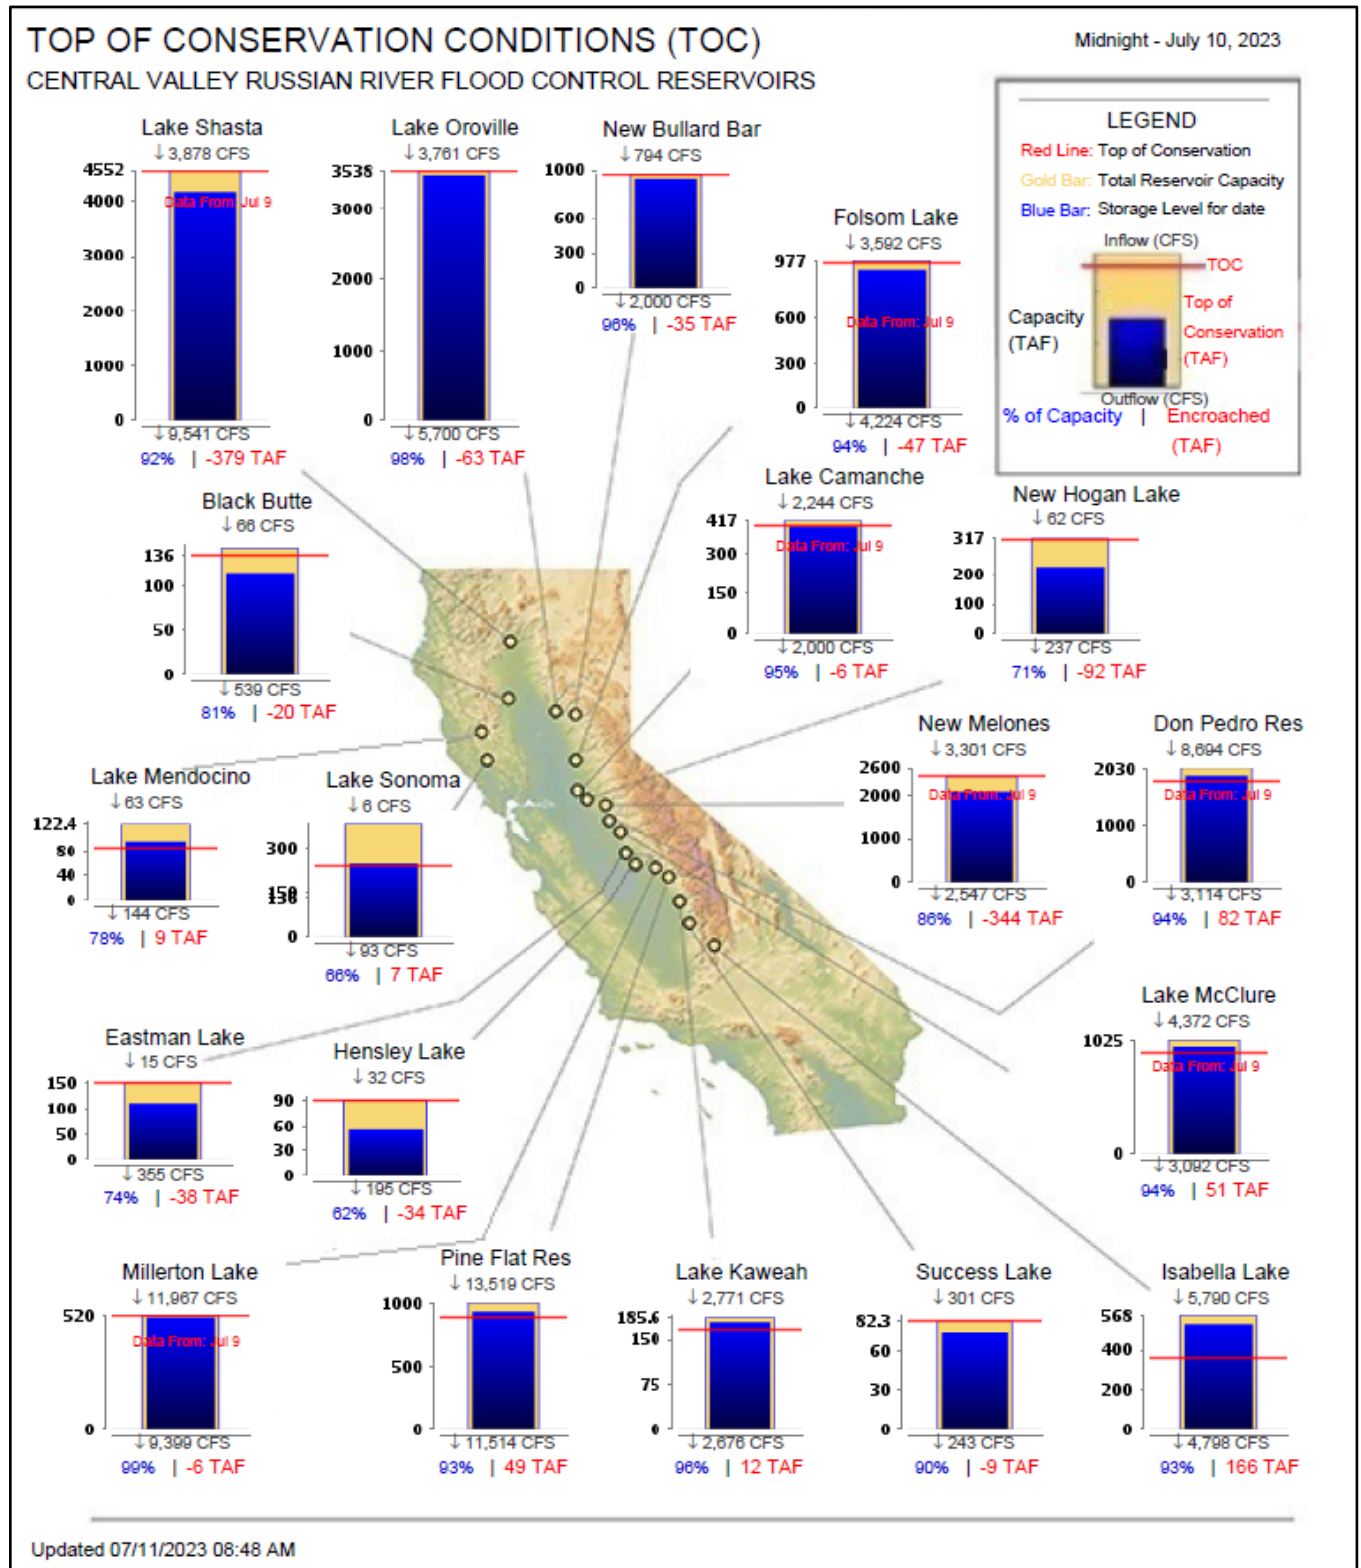 TOP OF CONSERVATION CONDITIONS (TOC)
Midnight - July 10, 2023
CENTRAL VALLEY RUSSIAN RIVER FLOOD CONTROL RESERVOIRS
LEGEND
Red Line: Top of Conservation
Gold Bar: Total Reservoir Capacity
Blue Bar: Storage Level for date
Inflow (CFS)
TOC
Capacity
(TAF)
Top of
Conservation
(TAF)
Outflow (CFS)
% of Capacity | Encroached
(TAF)
Lake Shasta
↓ 3,878 CFS
4552
4000
3000
2000
1000
0
Data From: Jul 9
↓ 9,541 CFS
92% | -379 TAF
Lake Oroville
↓ 3,761 CFS
3538
3000
2000
1000
0
↓ 5,700 CFS
98% | -63 TAF
New Bullard Bar
↓ 794 CFS
1000
600
300
0
↓ 2,000 CFS
96% | -35 TAF
Folsom Lake
↓ 3,592 CFS
977
600
300
0
Data From: Jul 9
↓ 4,224 CFS
94% | -47 TAF
Black Butte
↓ 66 CFS
136
100
50
0
↓ 539 CFS
81% | -20 TAF
Lake Camanche
↓ 2,244 CFS
417
300
150
0
Data From: Jul 9
↓ 2,000 CFS
95% | -6 TAF
New Hogan Lake
↓ 62 CFS
317
200
100
0
↓ 237 CFS
71% | -92 TAF
Lake Mendocino
↓ 63 CFS
122.4
80
40
0
↓ 144 CFS
78% | 9 TAF
Lake Sonoma
↓ 6 CFS
300
150
0
↓ 93 CFS
66% | 7 TAF
New Melones
↓ 3,301 CFS
2600
2000
1000
0
Data From: Jul 9
↓ 2,547 CFS
86% | -344 TAF
Don Pedro Res
↓ 8,694 CFS
2030
1000
0
Data From: Jul 9
↓ 3,114 CFS
94% | 82 TAF
Eastman Lake
↓ 15 CFS
150
100
50
0
↓ 355 CFS
74% | -38 TAF
Hensley Lake
↓ 32 CFS
90
60
30
0
↓ 195 CFS
62% | -34 TAF
Lake McClure
↓ 4,372 CFS
1025
0
Data From: Jul 9
↓ 3,092 CFS
94% | 51 TAF
Millerton Lake
↓ 11,967 CFS
520
0
Data From: Jul 9
↓ 9,399 CFS
99% | -6 TAF
Pine Flat Res
↓ 13,519 CFS
1000
500
0
↓ 11,514 CFS
93% | 49 TAF
Lake Kaweah
↓ 2,771 CFS
185.6
150
75
0
↓ 2,676 CFS
96% | 12 TAF
Success Lake
↓ 301 CFS
82.3
60
30
0
↓ 243 CFS
90% | -9 TAF
Isabella Lake
↓ 5,790 CFS
568
400
200
0
↓ 4,798 CFS
93% | 166 TAF
Updated 07/11/2023 08:48 AM